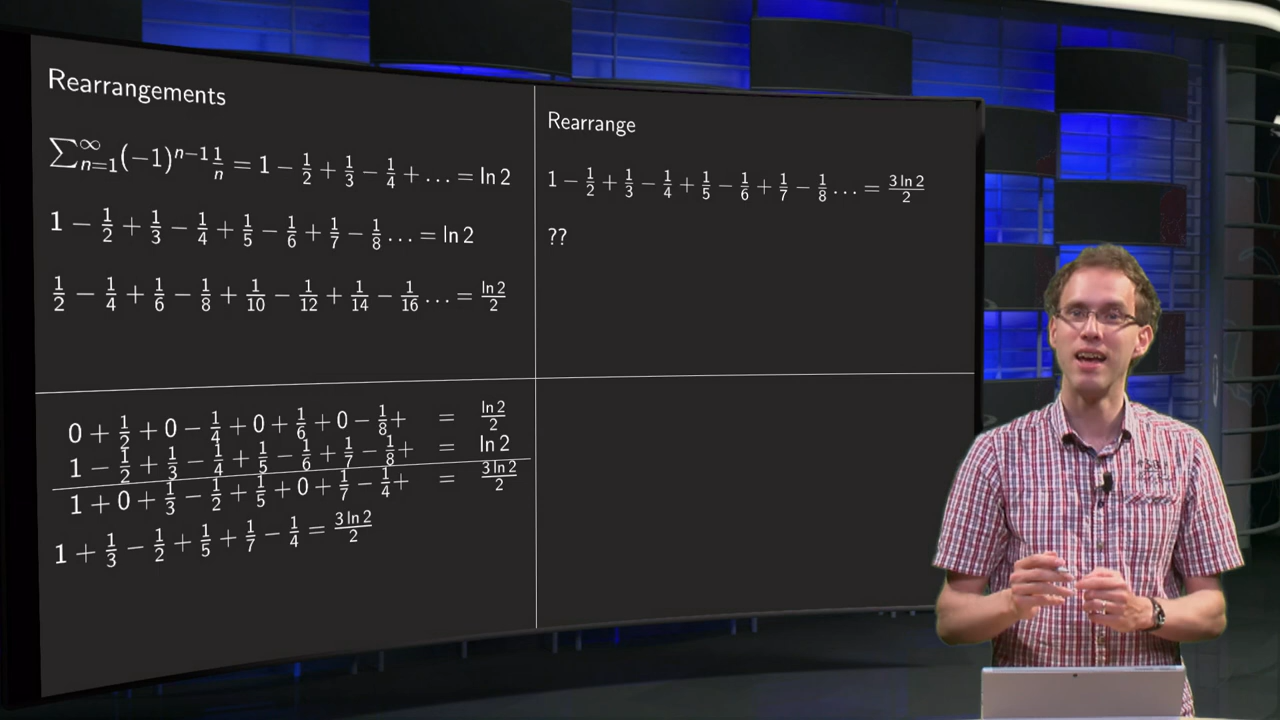 Rearrangements
∑_{n=1}^{∞}(−1)^{n−1} 1/n = 1 − 1/2 + 1/3 − 1/4 + … = ln 2
1 − 1/2 + 1/3 − 1/4 + 1/5 − 1/6 + 1/7 − 1/8 … = ln 2
1/2 − 1/4 + 1/6 − 1/8 + 1/10 − 1/12 + 1/14 − 1/16 … = ln 2/2
0 + 1/2 + 0 − 1/4 + 0 + 1/6 + 0 − 1/8 + = ln 2/2
1 − 1/2 + 1/3 − 1/4 + 1/5 − 1/6 + 1/7 − 1/8 + = ln 2
1 + 0 + 1/3 − 1/2 + 1/5 + 0 + 1/7 − 1/4 + = 3 ln 2/2
1 + 1/3 − 1/2 + 1/5 + 1/7 − 1/4 = 3 ln 2/2
Rearrange
1 − 1/2 + 1/3 − 1/4 + 1/5 − 1/6 + 1/7 − 1/8 … = 3 ln 2/2
??